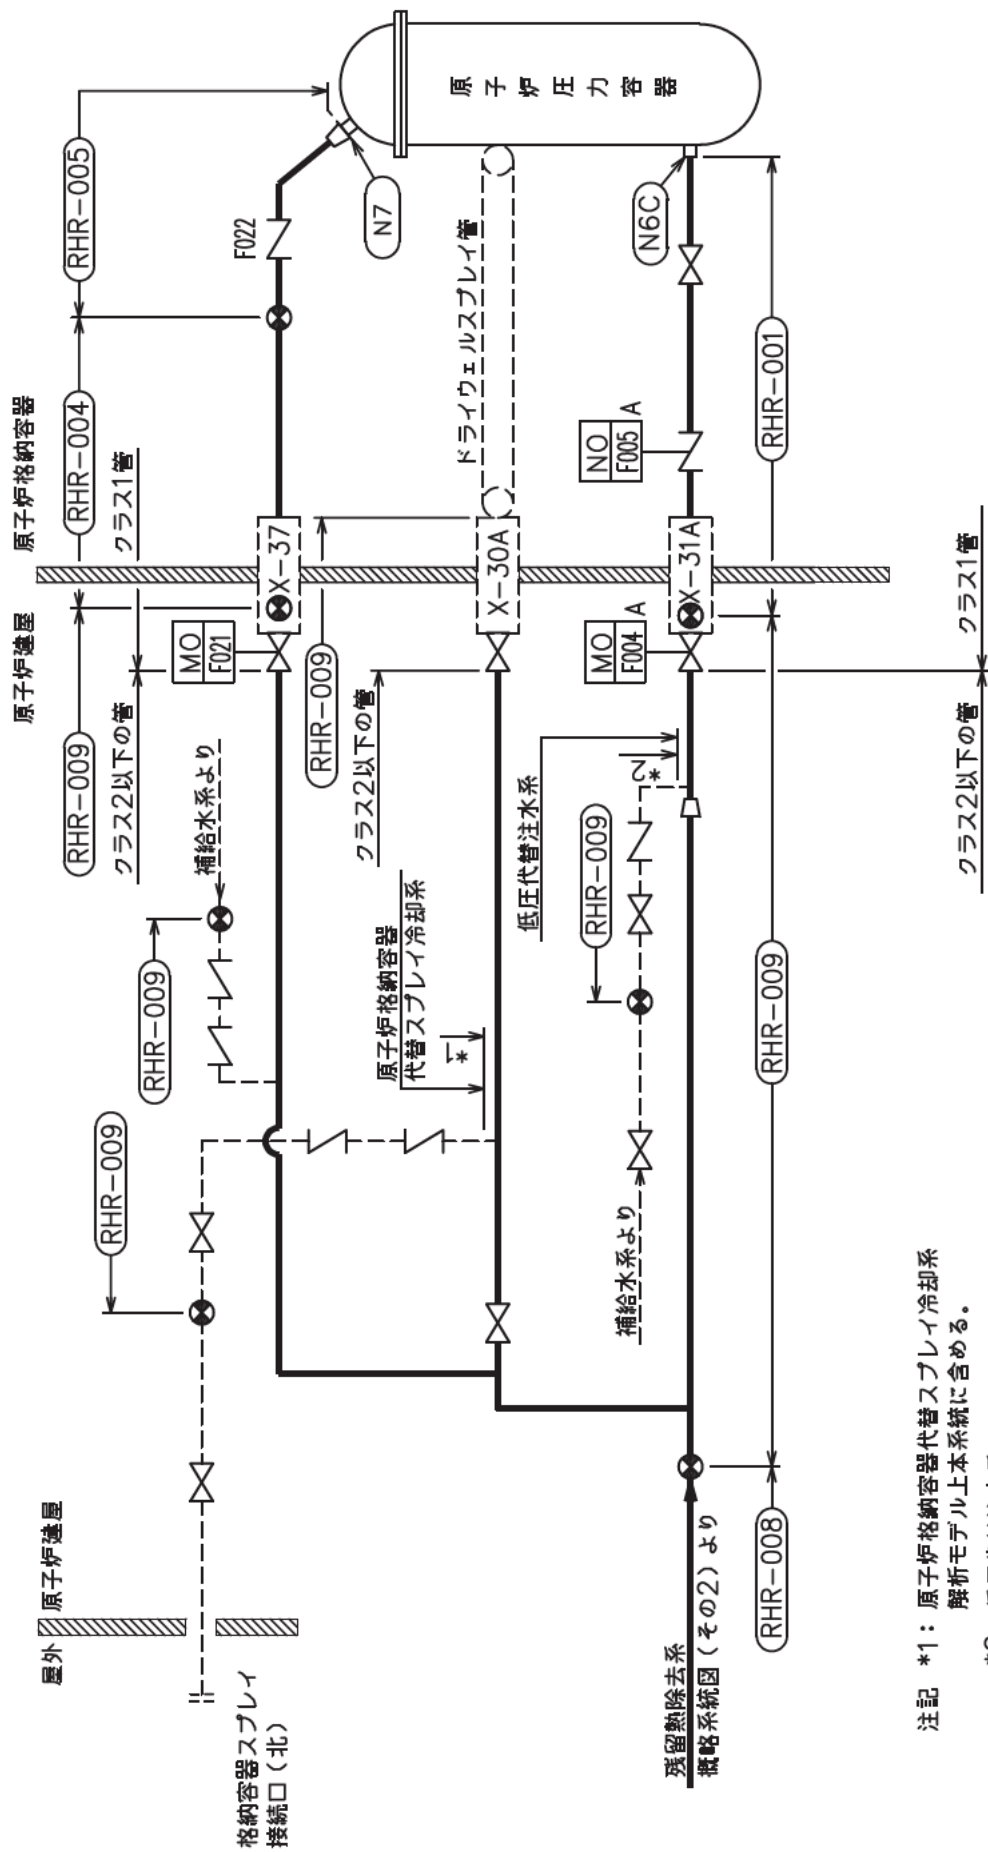 屋外
原子炉建屋
格納容器スプレイ
接続口（北）
RHR-009
RHR-009
補給水系より
RHR-009
RHR-004
RHR-005
原子炉建屋
原子炉格納容器
クラス2以下の管
クラス1管
MO
F021
X-37
F022
N7
原子炉圧力容器
原子炉格納容器
代替スプレイ冷却系
*1
クラス2以下の管
RHR-009
X-30A
ドライウェルスプレイ管
補給水系より
RHR-009
低圧代替注水系
*2
MO
F004
A
X-31A
NO
F005
A
N6C
残留熱除去系
概略系統図（その2）より
RHR-008
RHR-009
RHR-001
クラス2以下の管
クラス1管
注記
*1：原子炉格納容器代替スプレイ冷却系
解析モデル上本系統に含める。